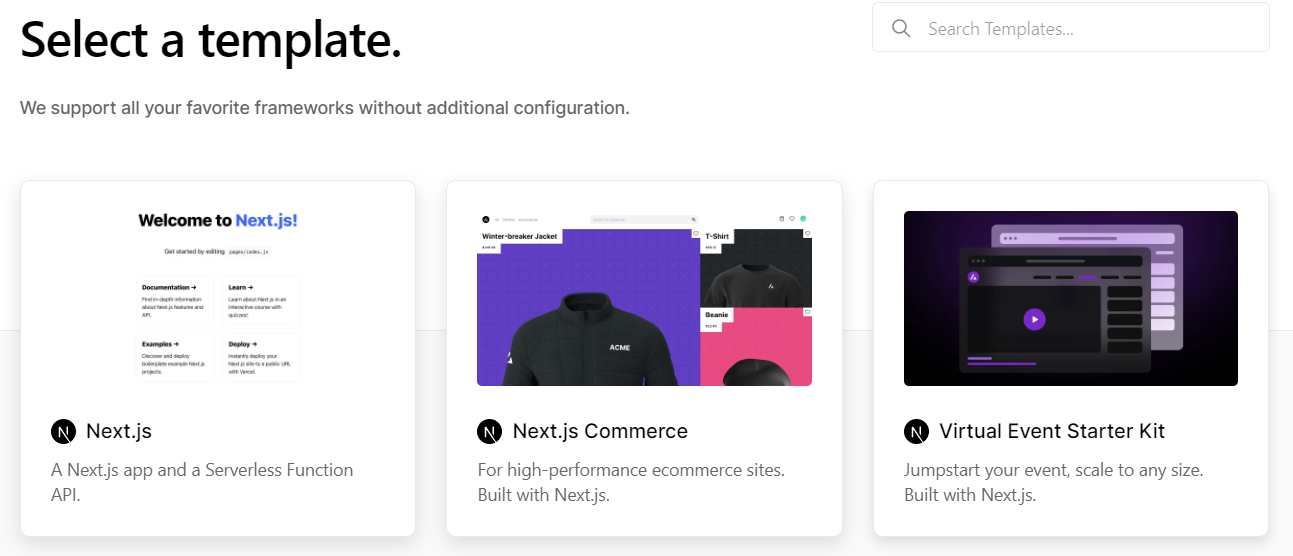 Select a template.
Search Templates...
We support all your favorite frameworks without additional configuration.
Welcome to Next.js!
Get started by editing pages/index.js
Documentation →
Find in-depth information
about Next.js features and
API.
Learn →
Learn about Next.js in an
interactive course with
quizzes!
Examples →
Discover and deploy
boilerplate example Next.js
projects.
Deploy →
Instantly deploy your
Next.js site to a public URL
with Vercel.
Next.js
A Next.js app and a Serverless Function
API.
Winter-breaker Jacket
T-Shirt
Beanie
ACME
Next.js Commerce
For high-performance ecommerce sites.
Built with Next.js.
Virtual Event Starter Kit
Jumpstart your event, scale to any size.
Built with Next.js.